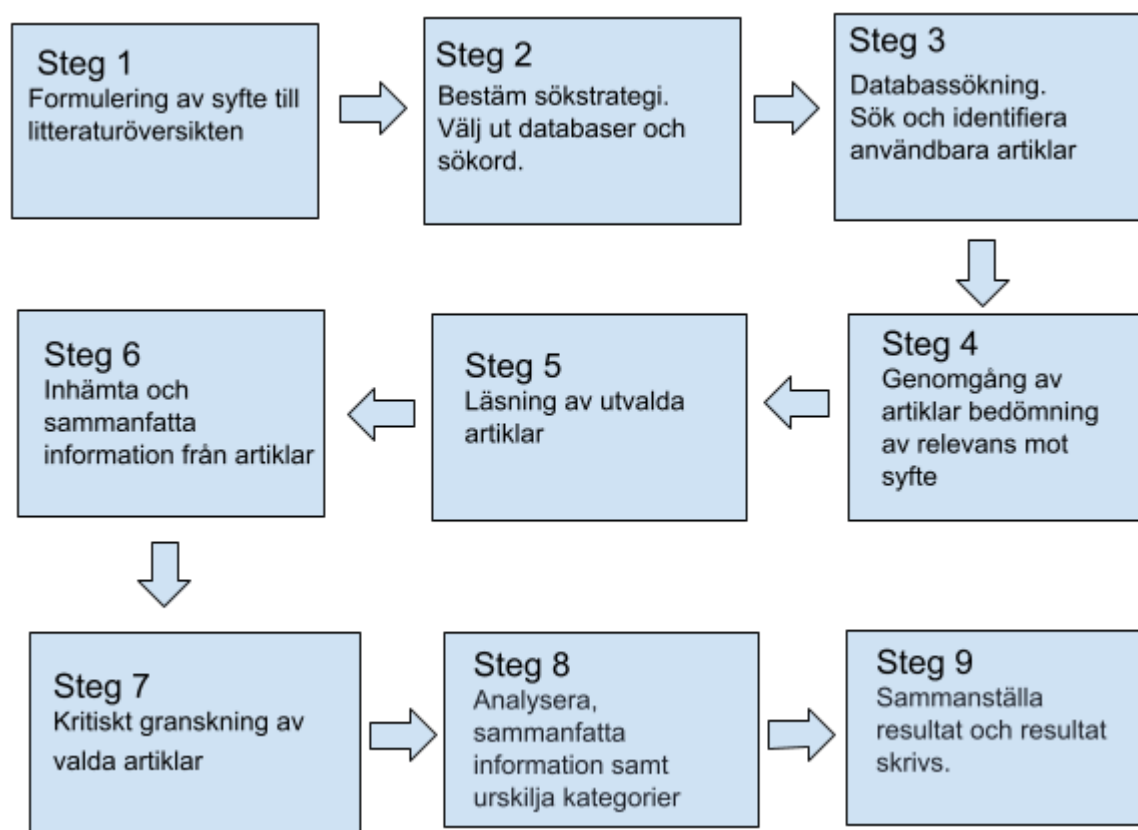 Steg 1
Formulering av syfte till
litteraturöversikten
Steg 2
Bestäm sökstrategi.
Välj ut databaser och
sökord.
Steg 3
Databassökning.
Sök och identifiera
användbara artiklar
Steg 4
Genomgång av
artiklar bedömning
av relevans mot
syfte
Steg 5
Läsning av utvalda
artiklar
Steg 6
Inhämta och
sammanfatta
information från artiklar
Steg 7
Kritiskt granskning av
valda artiklar
Steg 8
Analysera,
sammanfatta
information samt
urskilja kategorier
Steg 9
Sammanställa
resultat och resultat
skrivs.